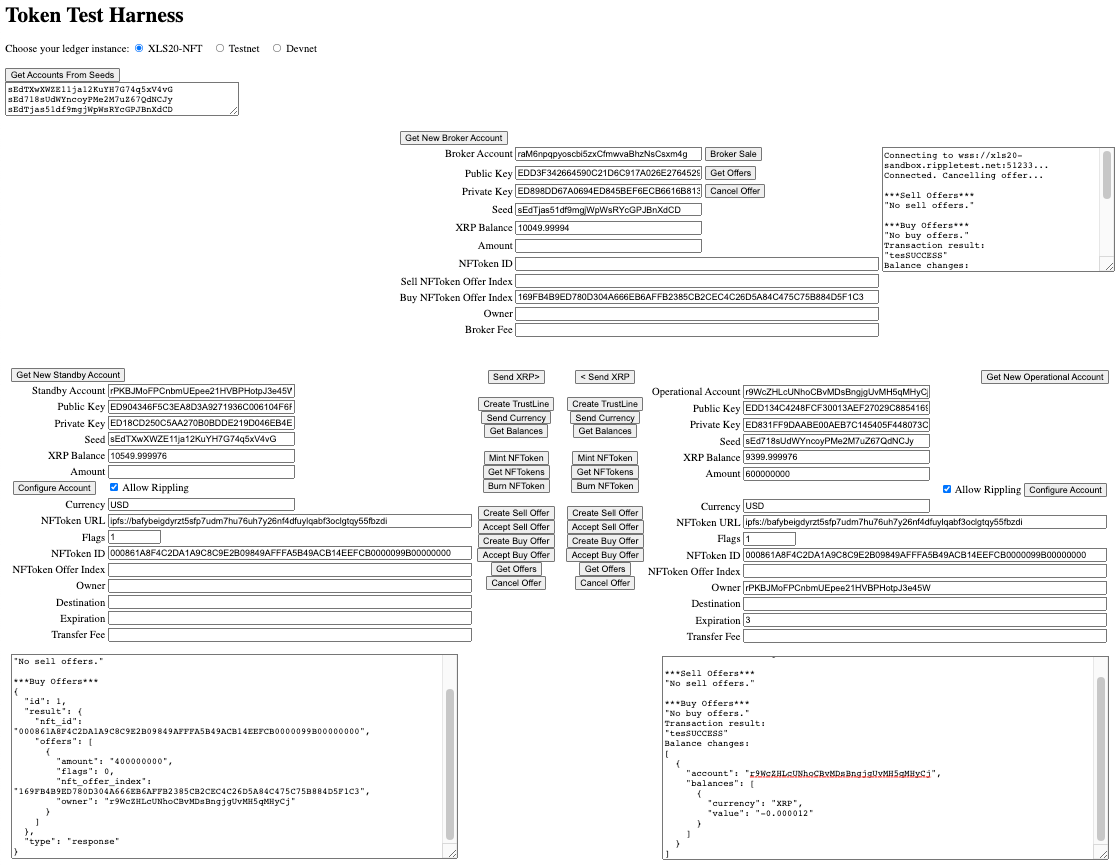 Token Test Harness
Choose your ledger instance: XLS20-NFT Testnet Devnet
Get Accounts From Seeds
sEdTXwXWZE11ja12KuYH7G74q5xV4vG
sEd718sUdWYncoyPMe2M7uZ67QdNCJy
sEdTjas51df9mgjWpWsRYcGPJBnXdCD
Get New Broker Account
Broker Account raM6npqpyoscbi5zxCfmwvaBhzNsCsxm4g Broker Sale
Public Key EDD3F342664590C21D6C917A026E2764529 Get Offers
Private Key ED898DD67A0694ED845BEF6ECB6616B813 Cancel Offer
Seed sEdTjas51df9mgjWpWsRYcGPJBnXdCD
XRP Balance 10049.99994
Amount
NFToken ID
Sell NFToken Offer Index
Buy NFToken Offer Index 169FB4B9ED780D304A666EB6AFFB2385CB2CEC4C26D5A84C475C75B884D5F1C3
Owner
Broker Fee
Connecting to wss://xls20-
sandbox.rippletest.net:51233...
Connected. Cancelling offer...
***Sell Offers***
"No sell offers."
***Buy Offers***
"No buy offers."
Transaction result:
"tesSUCCESS"
Balance changes:
Get New Standby Account
Standby Account rPKBJMoFPCnbmUEpee21HVBPHotpJ3e45W
Public Key ED904346F5C3EA8D3A9271936C006104F6F
Private Key ED18CD250C5AA270B0BDDE219D046EB4E
Seed sEdTXwXWZE11ja12KuYH7G74q5xV4vG
XRP Balance 10549.999976
Amount
Configure Account Allow Rippling
Currency USD
NFToken URL ipfs://bafybeigdyrzt5sfp7udm7hu76uh7y26nf4dfuylqabf3oclgtqy55fbzdi
Flags 1
NFToken ID 000861A8F4C2DA1A9C8C9E2B09849AFFFA5B49ACB14EEFCB0000099B00000000
NFToken Offer Index
Owner
Destination
Expiration
Transfer Fee
Send XRP> < Send XRP
Create TrustLine Create TrustLine
Send Currency Send Currency
Get Balances Get Balances
Mint NFToken Mint NFToken
Get NFTokens Get NFTokens
Burn NFToken Burn NFToken
Create Sell Offer Create Sell Offer
Accept Sell Offer Accept Sell Offer
Create Buy Offer Create Buy Offer
Accept Buy Offer Accept Buy Offer
Get Offers Get Offers
Cancel Offer Cancel Offer
Get New Operational Account
Operational Account r9WcZHLcUNhoCBvMDsBngjgUvMH5qMHyCj
Public Key EDD134C4248FCF30013AEF27029C8854169
Private Key ED831FF9DAABE00AEB7C145405F448073C
Seed sEd718sUdWYncoyPMe2M7uZ67QdNCJy
XRP Balance 9399.999976
Amount 600000000
Allow Rippling Configure Account
Currency USD
NFToken URL ipfs://bafybeigdyrzt5sfp7udm7hu76uh7y26nf4dfuylqabf3oclgtqy55fbzdi
Flags 1
NFToken ID 000861A8F4C2DA1A9C8C9E2B09849AFFFA5B49ACB14EEFCB0000099B00000000
NFToken Offer Index
Owner rPKBJMoFPCnbmUEpee21HVBPHotpJ3e45W
Destination
Expiration 3
Transfer Fee
"No sell offers."
***Buy Offers***
{
"id": 1,
"result": {
"nft_id":
"000861A8F4C2DA1A9C8C9E2B09849AFFFA5B49ACB14EEFCB0000099B00000000",
"offers": [
{
"amount": "400000000",
"flags": 0,
"nft_offer_index":
"169FB4B9ED780D304A666EB6AFFB2385CB2CEC4C26D5A84C475C75B884D5F1C3",
"owner": "r9WcZHLcUNhoCBvMDsBngjgUvMH5qMHyCj"
}
]
},
"type": "response"
}
***Sell Offers***
"No sell offers."
***Buy Offers***
"No buy offers."
Transaction result:
"tesSUCCESS"
Balance changes:
[
{
"account": "r9WcZHLcUNhoCBvMDsBngjgUvMH5qMHyCj",
"balances": [
{
"currency": "XRP",
"value": "-0.000012"
}
]
}
]